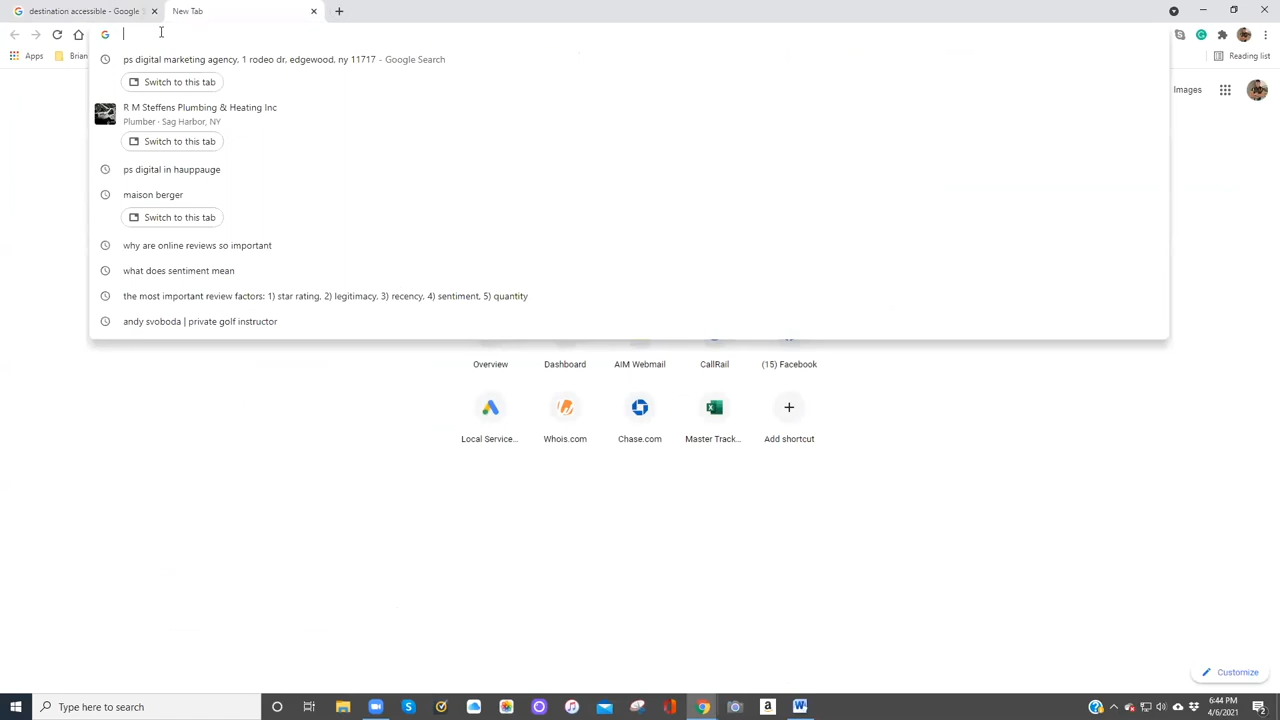 destination accessible - Google S
New Tab
Apps
Brian
Reading list
ps digital marketing agency, 1 rodeo dr, edgewood, ny 11717 - Google Search
Switch to this tab
Images
R M Steffens Plumbing & Heating Inc
Plumber · Sag Harbor, NY
Switch to this tab
ps digital in hauppauge
maison berger
Switch to this tab
why are online reviews so important
what does sentiment mean
the most important review factors: 1) star rating, 2) legitimacy, 3) recency, 4) sentiment, 5) quantity
andy svoboda | private golf instructor
Overview
Dashboard
AIM Webmail
CallRail
(15) Facebook
Local Service...
Whois.com
Chase.com
Master Track...
Add shortcut
Customize
Type here to search
6:44 PM
4/6/2021